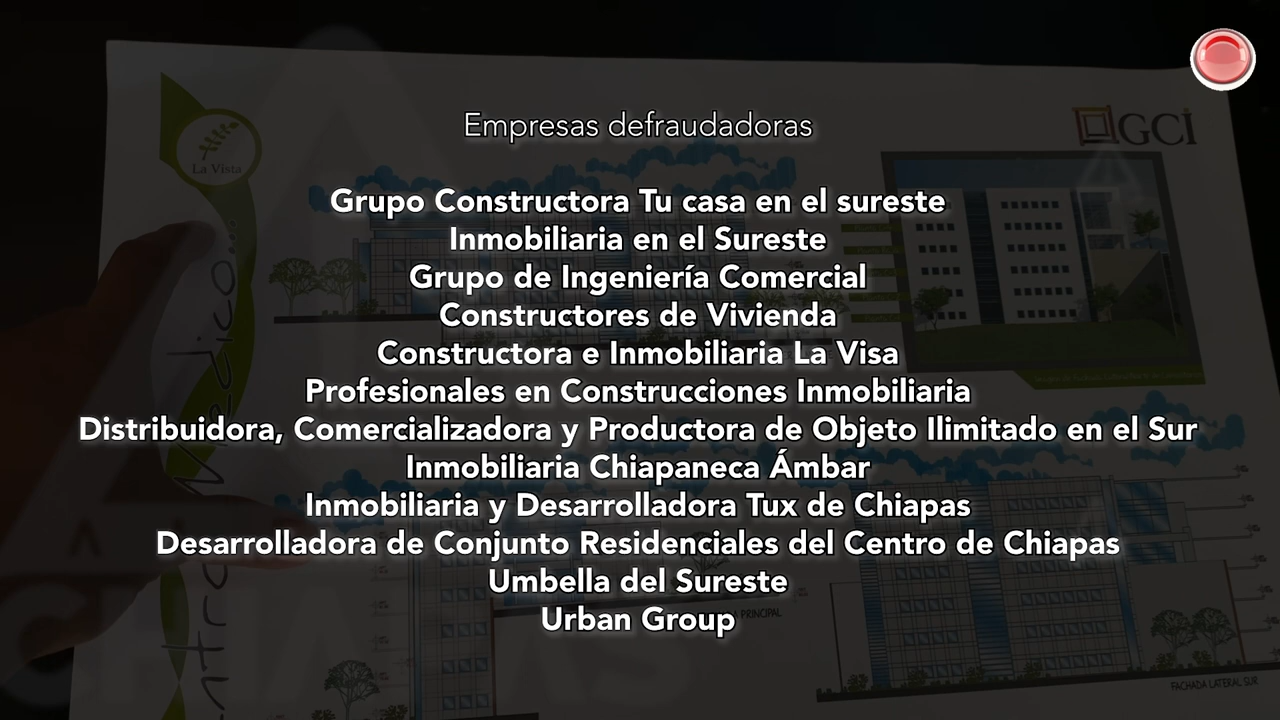 Empresas defraudadoras
GCI
La Vista
Grupo Constructora Tu casa en el sureste
Inmobiliaria en el Sureste
Grupo de Ingeniería Comercial
Constructores de Vivienda
Constructora e Inmobiliaria La Visa
Profesionales en Construcciones Inmobiliaria
Distribuidora, Comercializadora y Productora de Objeto Ilimitado en el Sur
Inmobiliaria Chiapaneca Ámbar
Inmobiliaria y Desarrolladora Tux de Chiapas
Desarrolladora de Conjunto Residenciales del Centro de Chiapas
Umbella del Sureste
Urban Group
PRINCIPAL
FACHADA LATERAL SUR